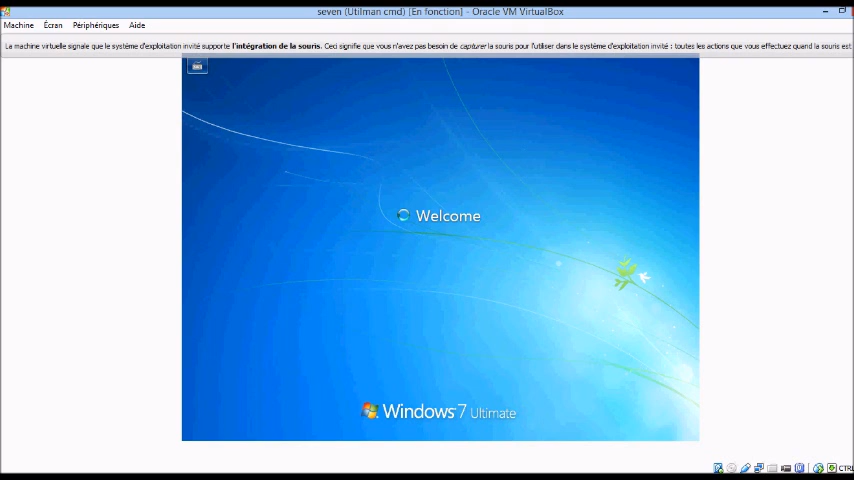 seven (Utilman cmd) [En fonction] - Oracle VM VirtualBox
Machine Écran Périphériques Aide
La machine virtuelle signale que le système d'exploitation invité supporte l'intégration de la souris. Ceci signifie que vous n'avez pas besoin de capturer la souris pour l'utiliser dans le système d'exploitation invité : toutes les actions que vous effectuez quand la souris est
Welcome
Windows 7 Ultimate
CTRL